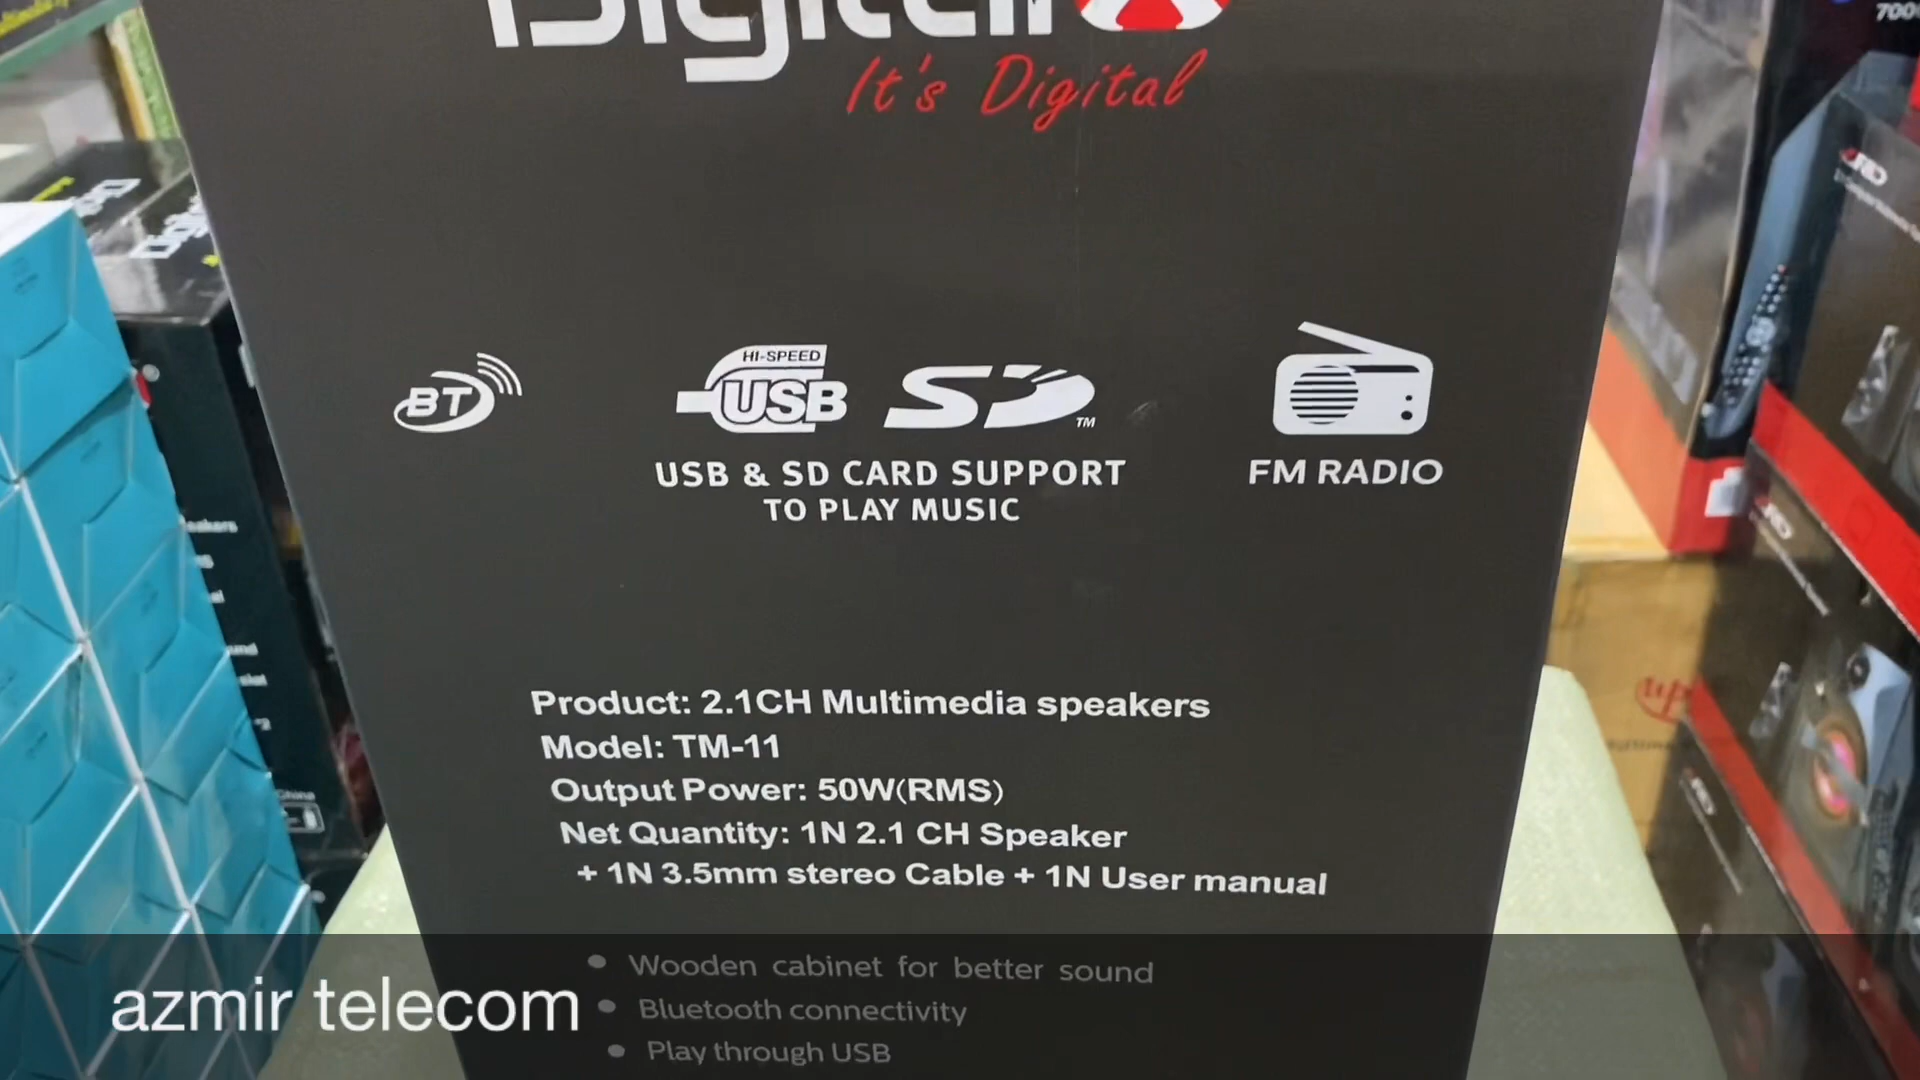 DigitalX
It's Digital
BT
HI-SPEED
USB
SD
TM
USB & SD CARD SUPPORT
TO PLAY MUSIC
FM RADIO
Product: 2.1CH Multimedia speakers
Model: TM-11
Output Power: 50W(RMS)
Net Quantity: 1N 2.1 CH Speaker
+ 1N 3.5mm stereo Cable + 1N User manual
• Wooden cabinet for better sound
• Bluetooth connectivity
• Play through USB
azmir telecom